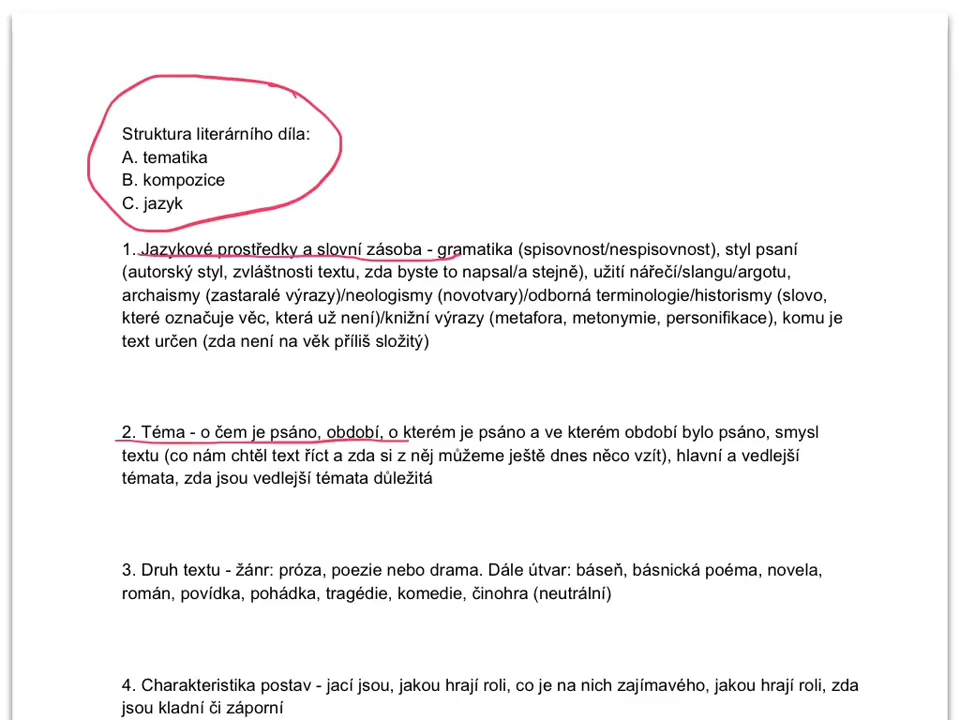 Struktura literárního díla:
A. tematika
B. kompozice
C. jazyk
1. Jazykové prostředky a slovní zásoba - gramatika (spisovnost/nespisovnost), styl psaní
(autorský styl, zvláštnosti textu, zda byste to napsal/a stejně), užití nářečí/slangu/argotu,
archaismy (zastaralé výrazy)/neologismy (novotvary)/odborná terminologie/historismy (slovo,
které označuje věc, která už není)/knižní výrazy (metafora, metonymie, personifikace), komu je
text určen (zda není na věk příliš složitý)
2. Téma - o čem je psáno, období, o kterém je psáno a ve kterém období bylo psáno, smysl
textu (co nám chtěl text říct a zda si z něj můžeme ještě dnes něco vzít), hlavní a vedlejší
témata, zda jsou vedlejší témata důležitá
3. Druh textu - žánr: próza, poezie nebo drama. Dále útvar: báseň, básnická poéma, novela,
román, povídka, pohádka, tragédie, komedie, činohra (neutrální)
4. Charakteristika postav - jací jsou, jakou hrají roli, co je na nich zajímavého, jakou hrají roli, zda
jsou kladní či záporní